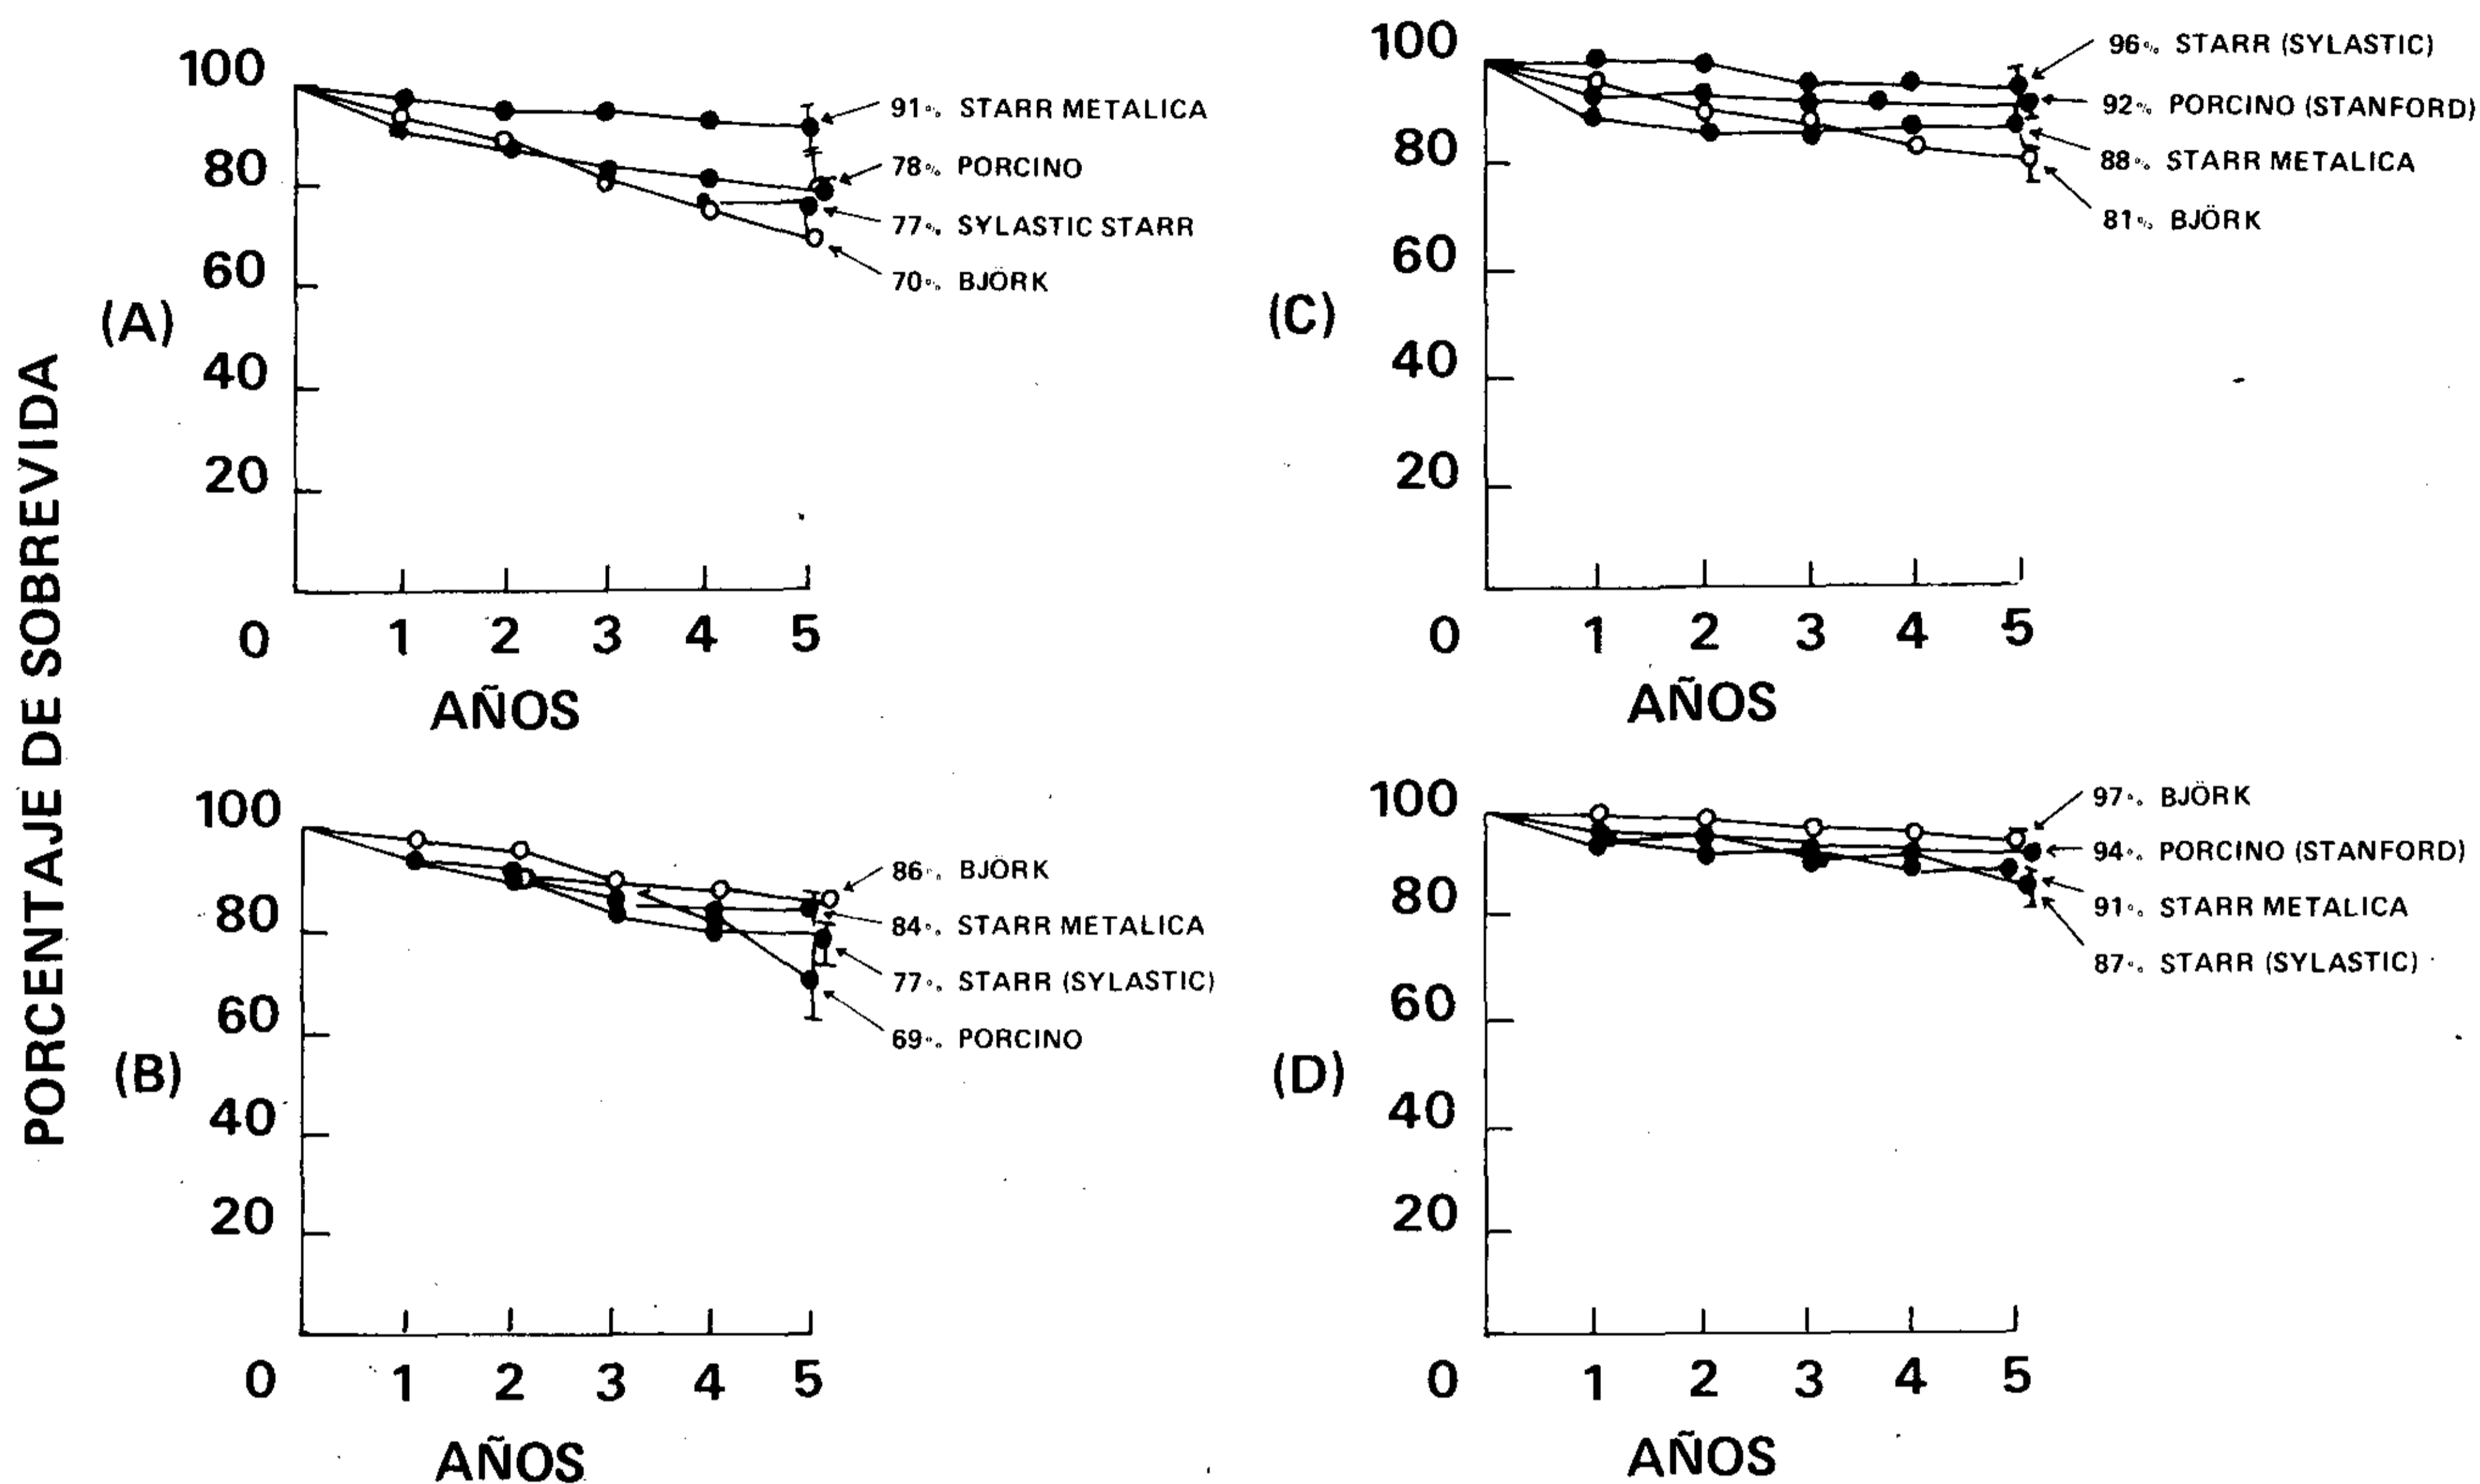 PORCENTAJE DE SOBREVIDA
(A)
100
80
60
40
20
0 1 2 3 4 5
AÑOS
91% STARR METALICA
78% PORCINO
77% SYLASTIC STARR
70% BJÖRK
(B)
100
80
60
40
20
0 1 2 3 4 5
AÑOS
86% BJÖRK
84% STARR METALICA
77% STARR (SYLASTIC)
69% PORCINO
(C)
100
80
60
40
20
0 1 2 3 4 5
AÑOS
96% STARR (SYLASTIC)
92% PORCINO (STANFORD)
88% STARR METALICA
81% BJÖRK
(D)
100
80
60
40
20
0 1 2 3 4 5
AÑOS
97% BJÖRK
94% PORCINO (STANFORD)
91% STARR METALICA
87% STARR (SYLASTIC)